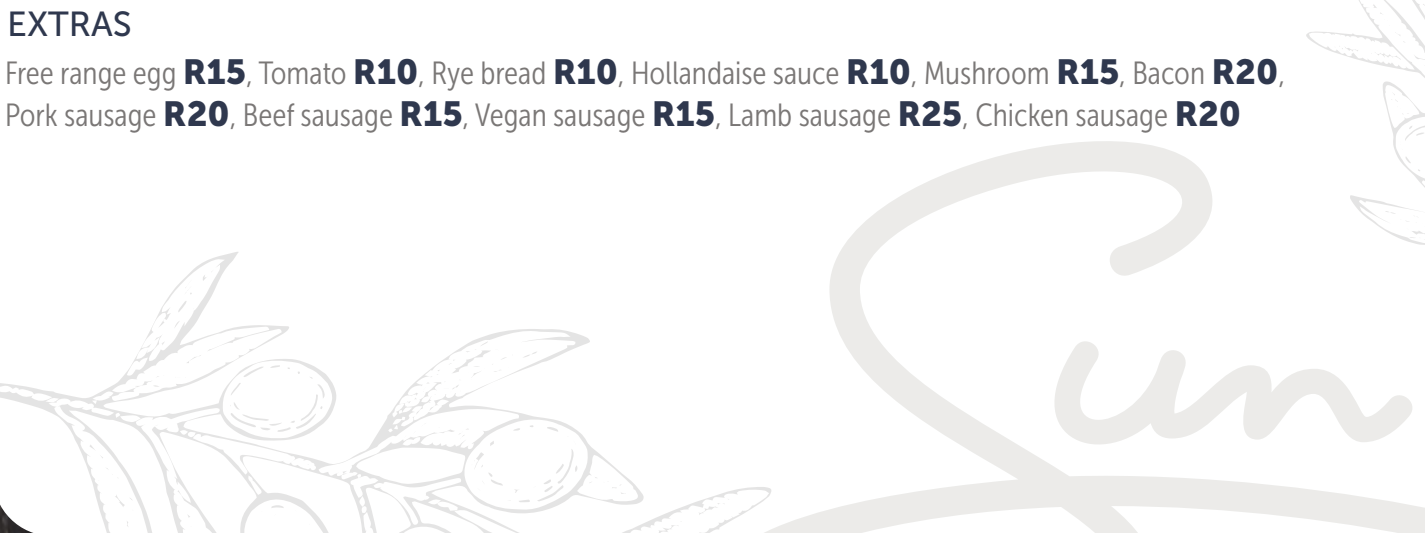 EXTRAS
Free range egg R15, Tomato R10, Rye bread R10, Hollandaise sauce R10, Mushroom R15, Bacon R20,
Pork sausage R20, Beef sausage R15, Vegan sausage R15, Lamb sausage R25, Chicken sausage R20
Sun